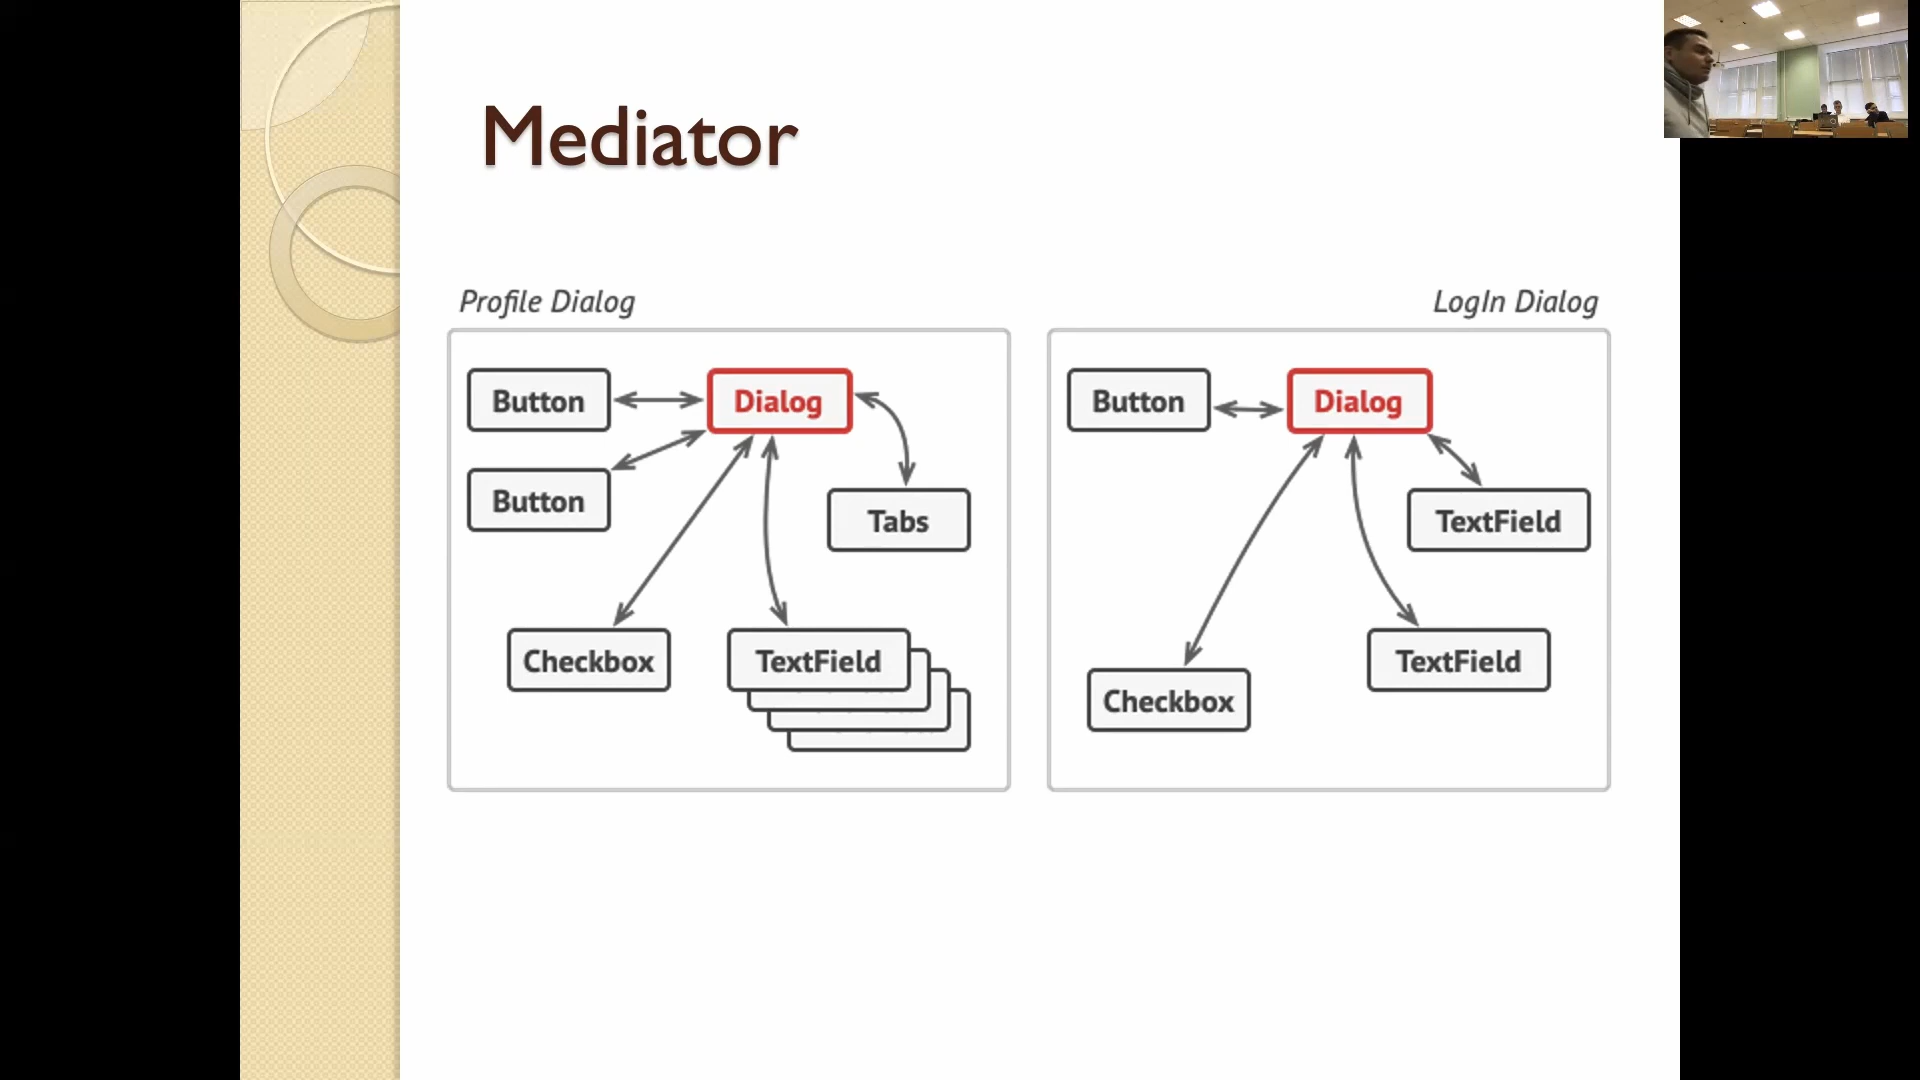 Mediator
Profile Dialog
Button
Dialog
Button
Tabs
Checkbox
TextField
LogIn Dialog
Button
Dialog
TextField
TextField
Checkbox